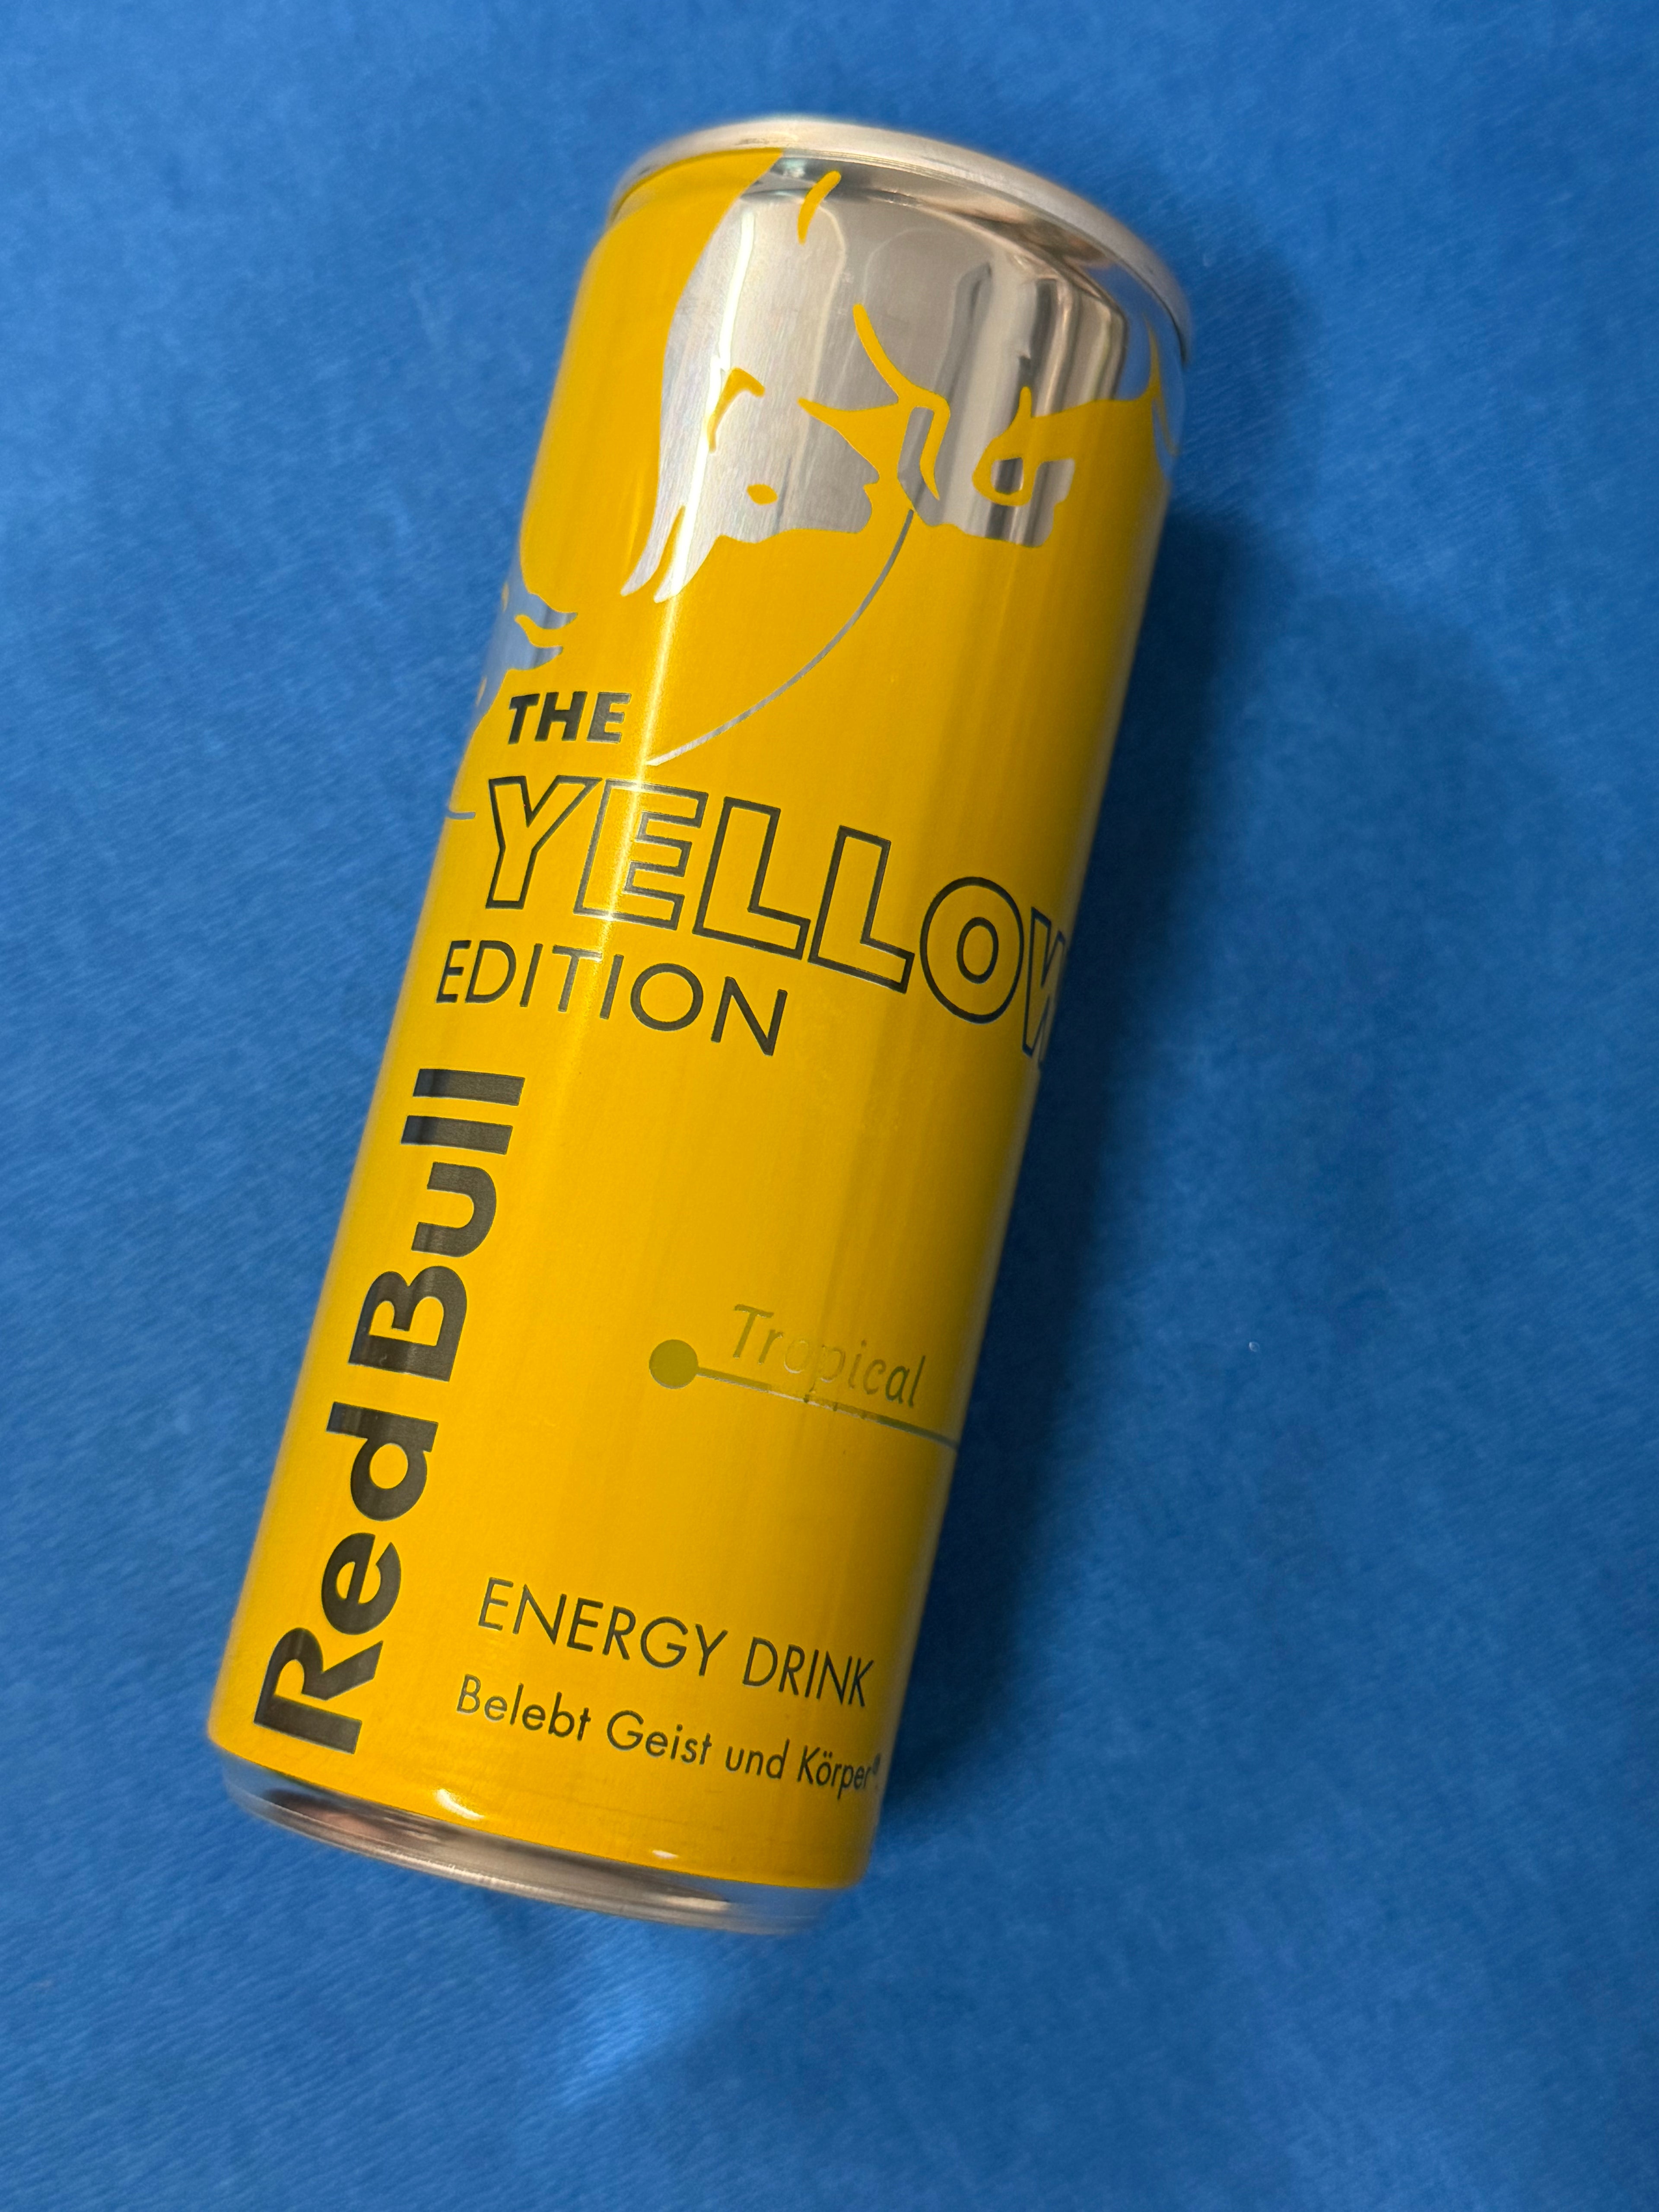 THE
YELLOW
EDITION
Red Bull
Tropical
ENERGY DRINK
Belebt Geist und Körper®